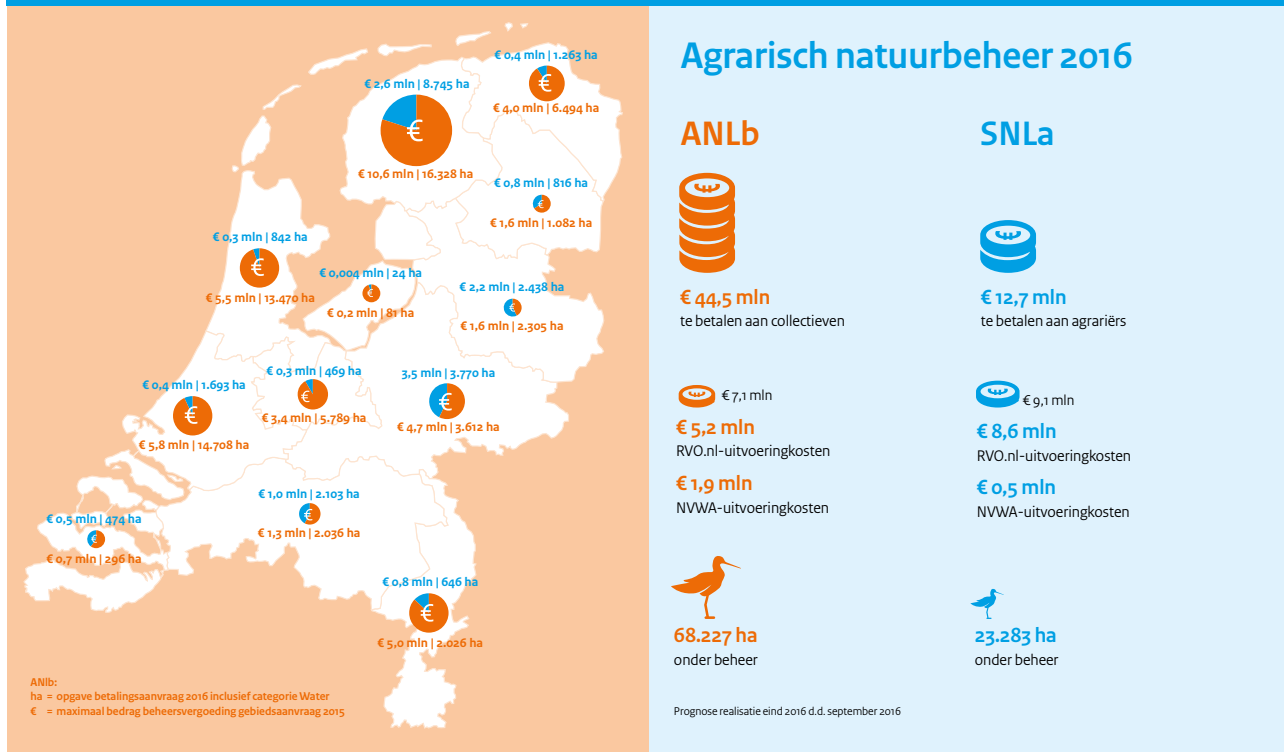 € 0,4 mln | 1.263 ha
€ 4,0 mln | 6.494 ha
€ 2,6 mln | 8.745 ha
€ 10,6 mln | 16.328 ha
€ 0,8 mln | 816 ha
€ 1,6 mln | 1.082 ha
€ 0,3 mln | 842 ha
€ 5,5 mln | 13.470 ha
€ 0,004 mln | 24 ha
€ 0,2 mln | 81 ha
€ 2,2 mln | 2.438 ha
€ 1,6 mln | 2.305 ha
€ 0,4 mln | 1.693 ha
€ 5,8 mln | 14.708 ha
€ 0,3 mln | 469 ha
€ 3,4 mln | 5.789 ha
3,5 mln | 3.770 ha
€ 4,7 mln | 3.612 ha
€ 1,0 mln | 2.103 ha
€ 1,3 mln | 2.036 ha
€ 0,5 mln | 474 ha
€ 0,7 mln | 296 ha
€ 0,8 mln | 646 ha
€ 5,0 mln | 2.026 ha
ANlb:
ha = opgave betalingsaanvraag 2016 inclusief categorie Water
€ = maximaal bedrag beheersvergoeding gebiedsaanvraag 2015
Agrarisch natuurbeheer 2016
ANLb
€ 44,5 mln
te betalen aan collectieven
€ 7,1 mln
€ 5,2 mln
RVO.nl-uitvoeringkosten
€ 1,9 mln
NVWA-uitvoeringkosten
68.227 ha
onder beheer
SNLa
€ 12,7 mln
te betalen aan agrariërs
€ 9,1 mln
€ 8,6 mln
RVO.nl-uitvoeringkosten
€ 0,5 mln
NVWA-uitvoeringkosten
23.283 ha
onder beheer
Prognose realisatie eind 2016 d.d. september 2016